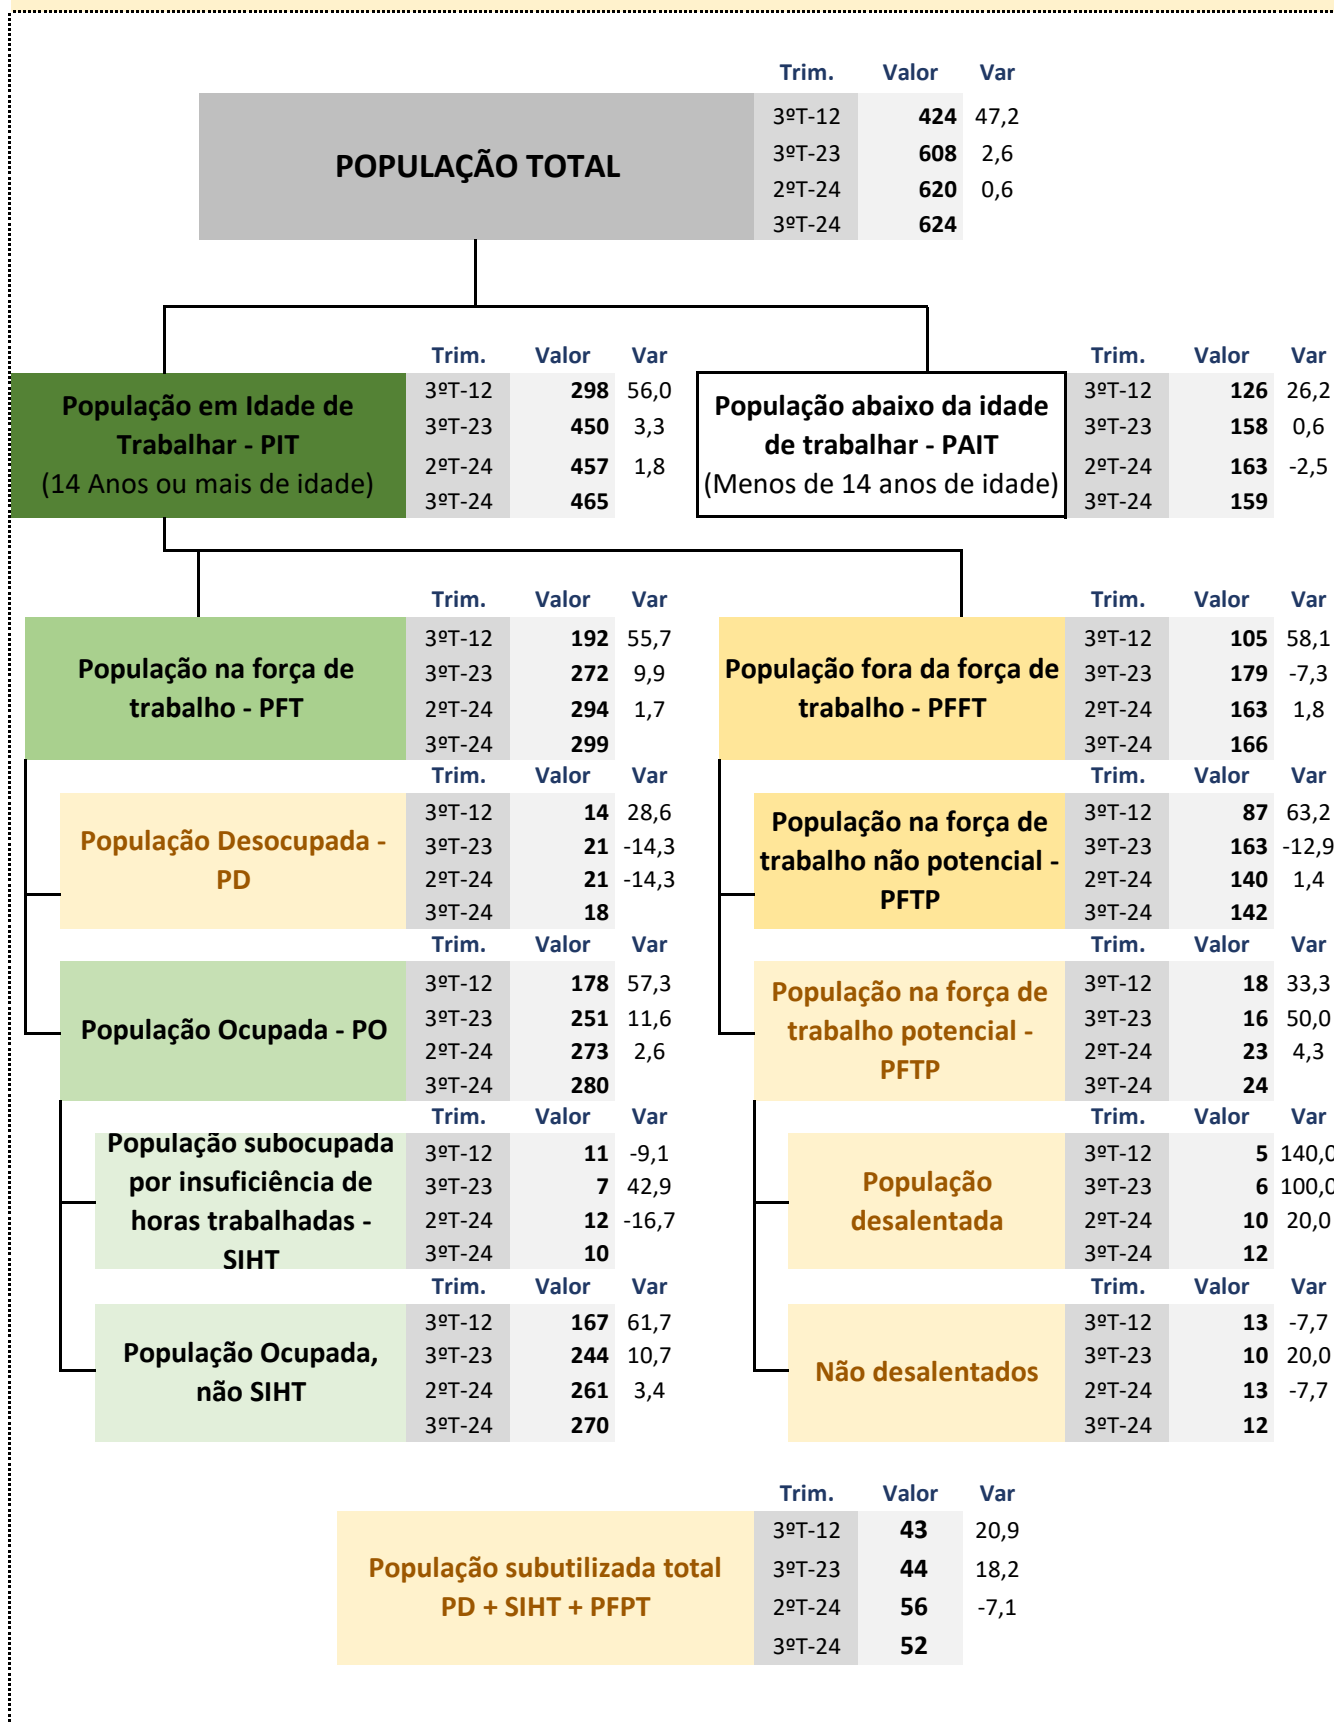 Trim. Valor Var
POPULAÇÃO TOTAL
3ºT-12 424 47,2
3ºT-23 608 2,6
2ºT-24 620 0,6
3ºT-24 624
Trim. Valor Var
População em Idade de
Trabalhar - PIT
(14 Anos ou mais de idade)
3ºT-12 298 56,0
3ºT-23 450 3,3
2ºT-24 457 1,8
3ºT-24 465
Trim. Valor Var
População abaixo da idade
de trabalhar - PAIT
(Menos de 14 anos de idade)
3ºT-12 126 26,2
3ºT-23 158 0,6
2ºT-24 163 -2,5
3ºT-24 159
Trim. Valor Var
População na força de
trabalho - PFT
3ºT-12 192 55,7
3ºT-23 272 9,9
2ºT-24 294 1,7
3ºT-24 299
Trim. Valor Var
População fora da força de
trabalho - PFFT
3ºT-12 105 58,1
3ºT-23 179 -7,3
2ºT-24 163 1,8
3ºT-24 166
Trim. Valor Var
População Desocupada -
PD
3ºT-12 14 28,6
3ºT-23 21 -14,3
2ºT-24 21 -14,3
3ºT-24 18
Trim. Valor Var
População na força de
trabalho não potencial -
PFTP
3ºT-12 87 63,2
3ºT-23 163 -12,9
2ºT-24 140 1,4
3ºT-24 142
Trim. Valor Var
População Ocupada - PO
3ºT-12 178 57,3
3ºT-23 251 11,6
2ºT-24 273 2,6
3ºT-24 280
Trim. Valor Var
População na força de
trabalho potencial -
PFTP
3ºT-12 18 33,3
3ºT-23 16 50,0
2ºT-24 23 4,3
3ºT-24 24
Trim. Valor Var
População subocupada
por insuficiência de
horas trabalhadas -
SIHT
3ºT-12 11 -9,1
3ºT-23 7 42,9
2ºT-24 12 -16,7
3ºT-24 10
Trim. Valor Var
População
desalentada
3ºT-12 5 140,0
3ºT-23 6 100,0
2ºT-24 10 20,0
3ºT-24 12
Trim. Valor Var
População Ocupada,
não SIHT
3ºT-12 167 61,7
3ºT-23 244 10,7
2ºT-24 261 3,4
3ºT-24 270
Trim. Valor Var
Não desalentados
3ºT-12 13 -7,7
3ºT-23 10 20,0
2ºT-24 13 -7,7
3ºT-24 12
Trim. Valor Var
População subutilizada total
PD + SIHT + PFPT
3ºT-12 43 20,9
3ºT-23 44 18,2
2ºT-24 56 -7,1
3ºT-24 52